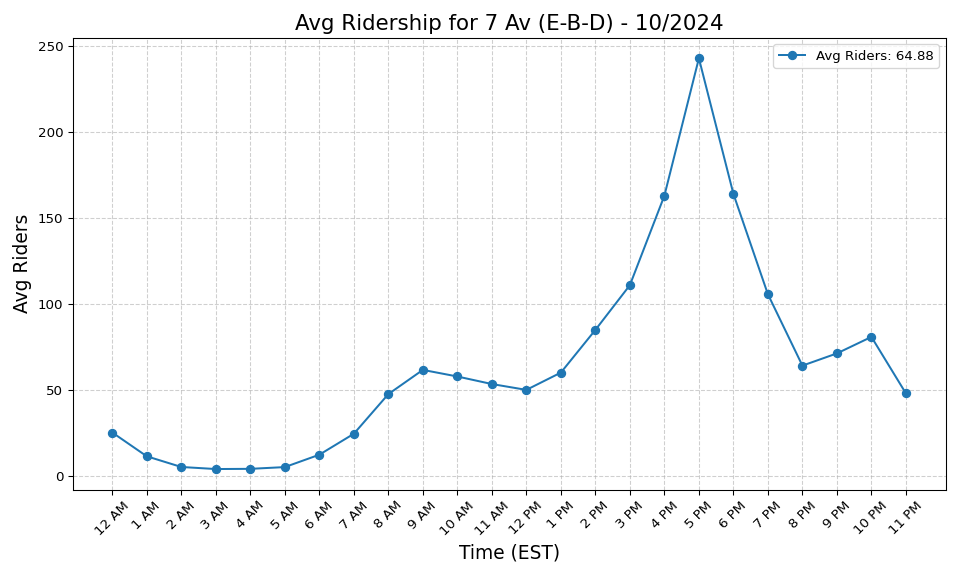 Avg Ridership for 7 Av (E-B-D) - 10/2024
Avg Riders: 64.88
Avg Riders
250
200
150
100
50
0
12 AM
1 AM
2 AM
3 AM
4 AM
5 AM
6 AM
7 AM
8 AM
9 AM
10 AM
11 AM
12 PM
1 PM
2 PM
3 PM
4 PM
5 PM
6 PM
7 PM
8 PM
9 PM
10 PM
11 PM
Time (EST)